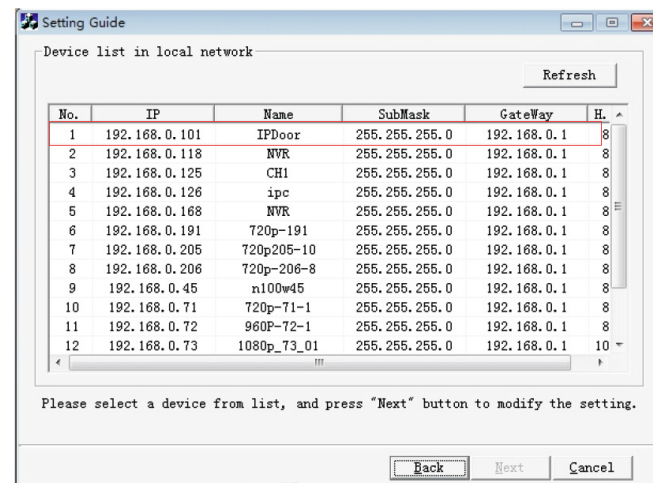 Setting Guide
Device list in local network
Refresh
No. IP Name SubMask GateWay H.
1 192.168.0.101 IPDoor 255.255.255.0 192.168.0.1 8
2 192.168.0.118 NVR 255.255.255.0 192.168.0.1 8
3 192.168.0.125 CH1 255.255.255.0 192.168.0.1 8
4 192.168.0.126 ipc 255.255.255.0 192.168.0.1 8
5 192.168.0.168 NVR 255.255.255.0 192.168.0.1 8
6 192.168.0.191 720p-191 255.255.255.0 192.168.0.1 8
7 192.168.0.205 720p205-10 255.255.255.0 192.168.0.1 8
8 192.168.0.206 720p-206-8 255.255.255.0 192.168.0.1 8
9 192.168.0.45 n100w45 255.255.255.0 192.168.0.1 8
10 192.168.0.71 720p-71-1 255.255.255.0 192.168.0.1 8
11 192.168.0.72 960P-72-1 255.255.255.0 192.168.0.1 8
12 192.168.0.73 1080p_73_01 255.255.255.0 192.168.0.1 10
Please select a device from list, and press "Next" button to modify the setting.
Back Next Cancel